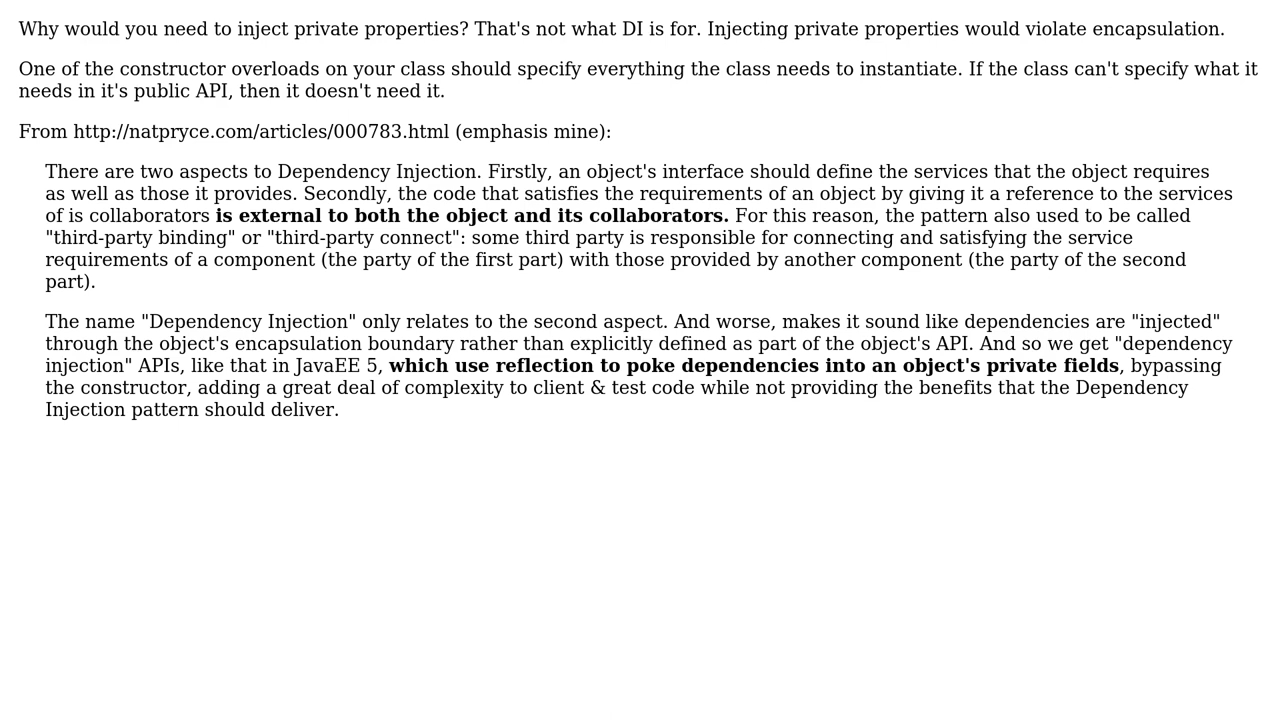 Why would you need to inject private properties? That's not what DI is for. Injecting private properties would violate encapsulation.
One of the constructor overloads on your class should specify everything the class needs to instantiate. If the class can't specify what it
needs in it's public API, then it doesn't need it.
From http://natpryce.com/articles/000783.html (emphasis mine):
There are two aspects to Dependency Injection. Firstly, an object's interface should define the services that the object requires
as well as those it provides. Secondly, the code that satisfies the requirements of an object by giving it a reference to the services
of is collaborators is external to both the object and its collaborators. For this reason, the pattern also used to be called
"third-party binding" or "third-party connect": some third party is responsible for connecting and satisfying the service
requirements of a component (the party of the first part) with those provided by another component (the party of the second
part).
The name "Dependency Injection" only relates to the second aspect. And worse, makes it sound like dependencies are "injected"
through the object's encapsulation boundary rather than explicitly defined as part of the object's API. And so we get "dependency
injection" APIs, like that in JavaEE 5, which use reflection to poke dependencies into an object's private fields, bypassing
the constructor, adding a great deal of complexity to client & test code while not providing the benefits that the Dependency
Injection pattern should deliver.